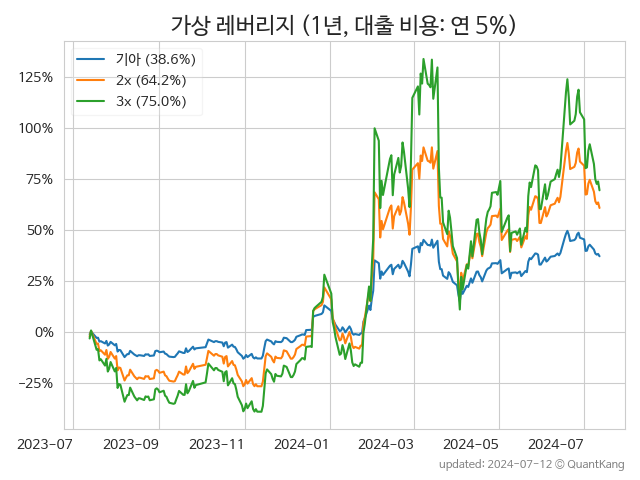 가상 레버리지 (1년, 대출 비용: 연 5%)
기아 (38.6%)
2x (64.2%)
3x (75.0%)
125%
100%
75%
50%
25%
0%
−25%
2023-07 2023-09 2023-11 2024-01 2024-03 2024-05 2024-07
updated: 2024-07-12 © QuantKang